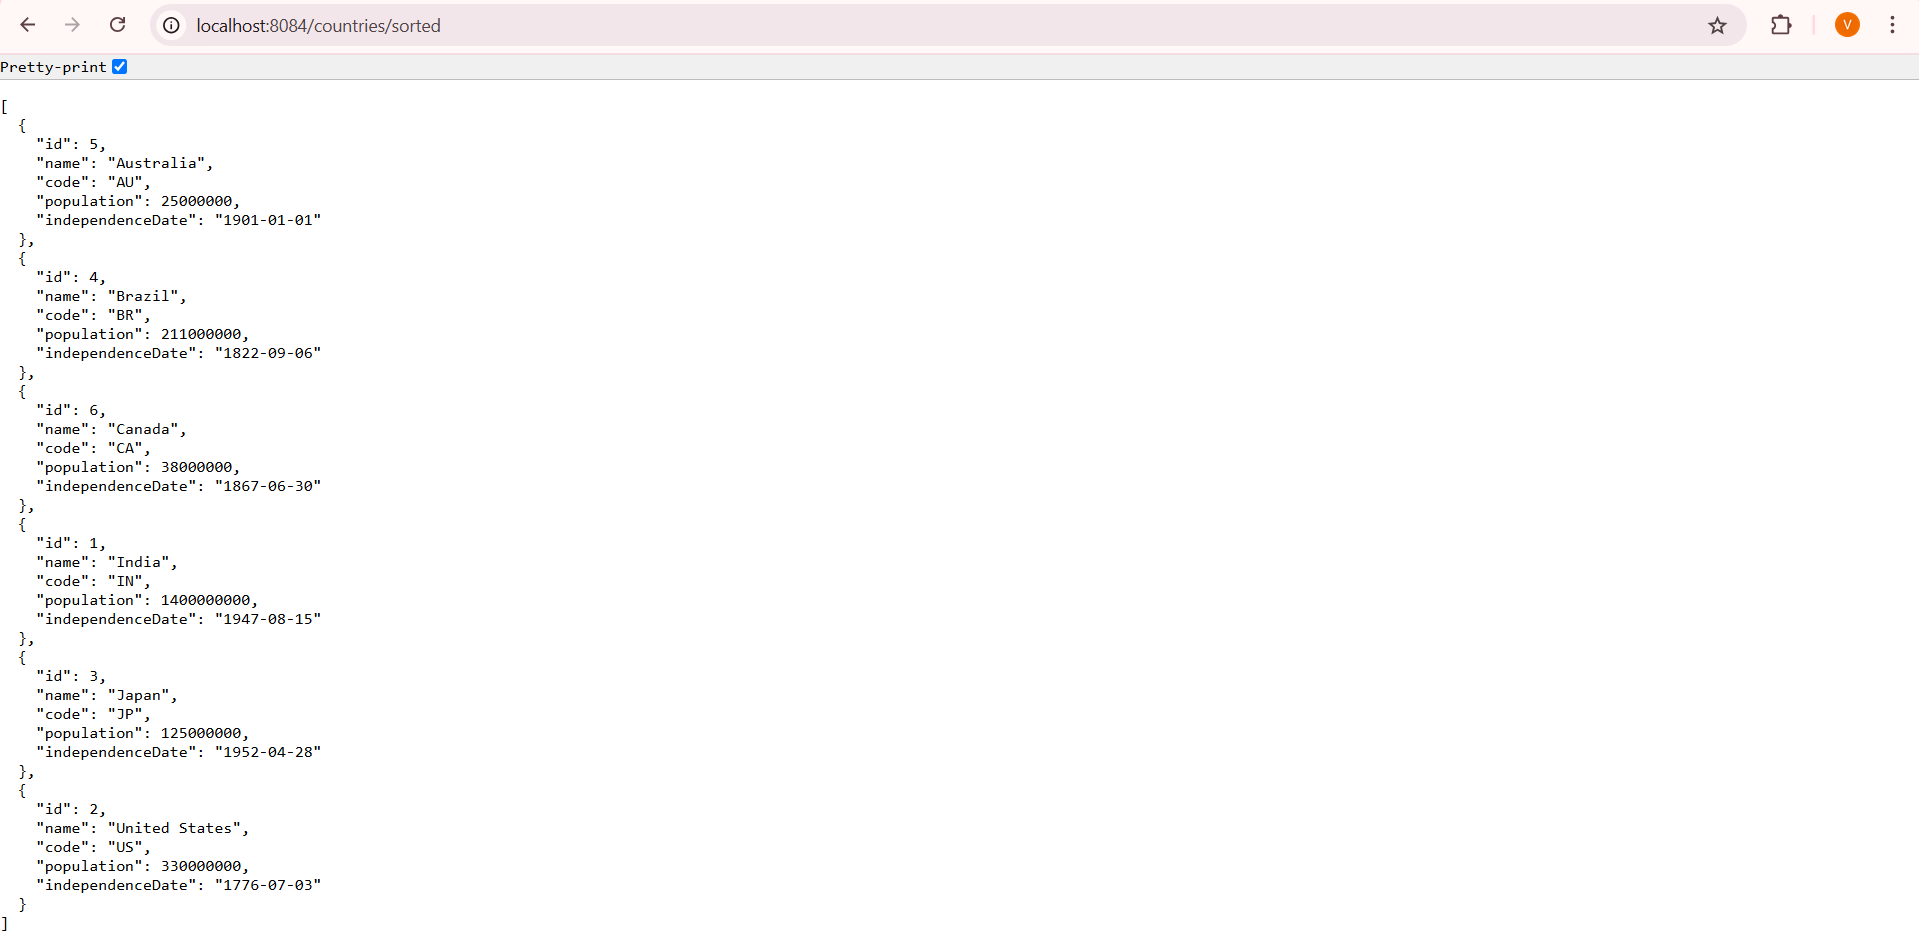 localhost:8084/countries/sorted
V
Pretty-print
[
  {
    "id": 5,
    "name": "Australia",
    "code": "AU",
    "population": 25000000,
    "independenceDate": "1901-01-01"
  },
  {
    "id": 4,
    "name": "Brazil",
    "code": "BR",
    "population": 211000000,
    "independenceDate": "1822-09-06"
  },
  {
    "id": 6,
    "name": "Canada",
    "code": "CA",
    "population": 38000000,
    "independenceDate": "1867-06-30"
  },
  {
    "id": 1,
    "name": "India",
    "code": "IN",
    "population": 1400000000,
    "independenceDate": "1947-08-15"
  },
  {
    "id": 3,
    "name": "Japan",
    "code": "JP",
    "population": 125000000,
    "independenceDate": "1952-04-28"
  },
  {
    "id": 2,
    "name": "United States",
    "code": "US",
    "population": 330000000,
    "independenceDate": "1776-07-03"
  }
]